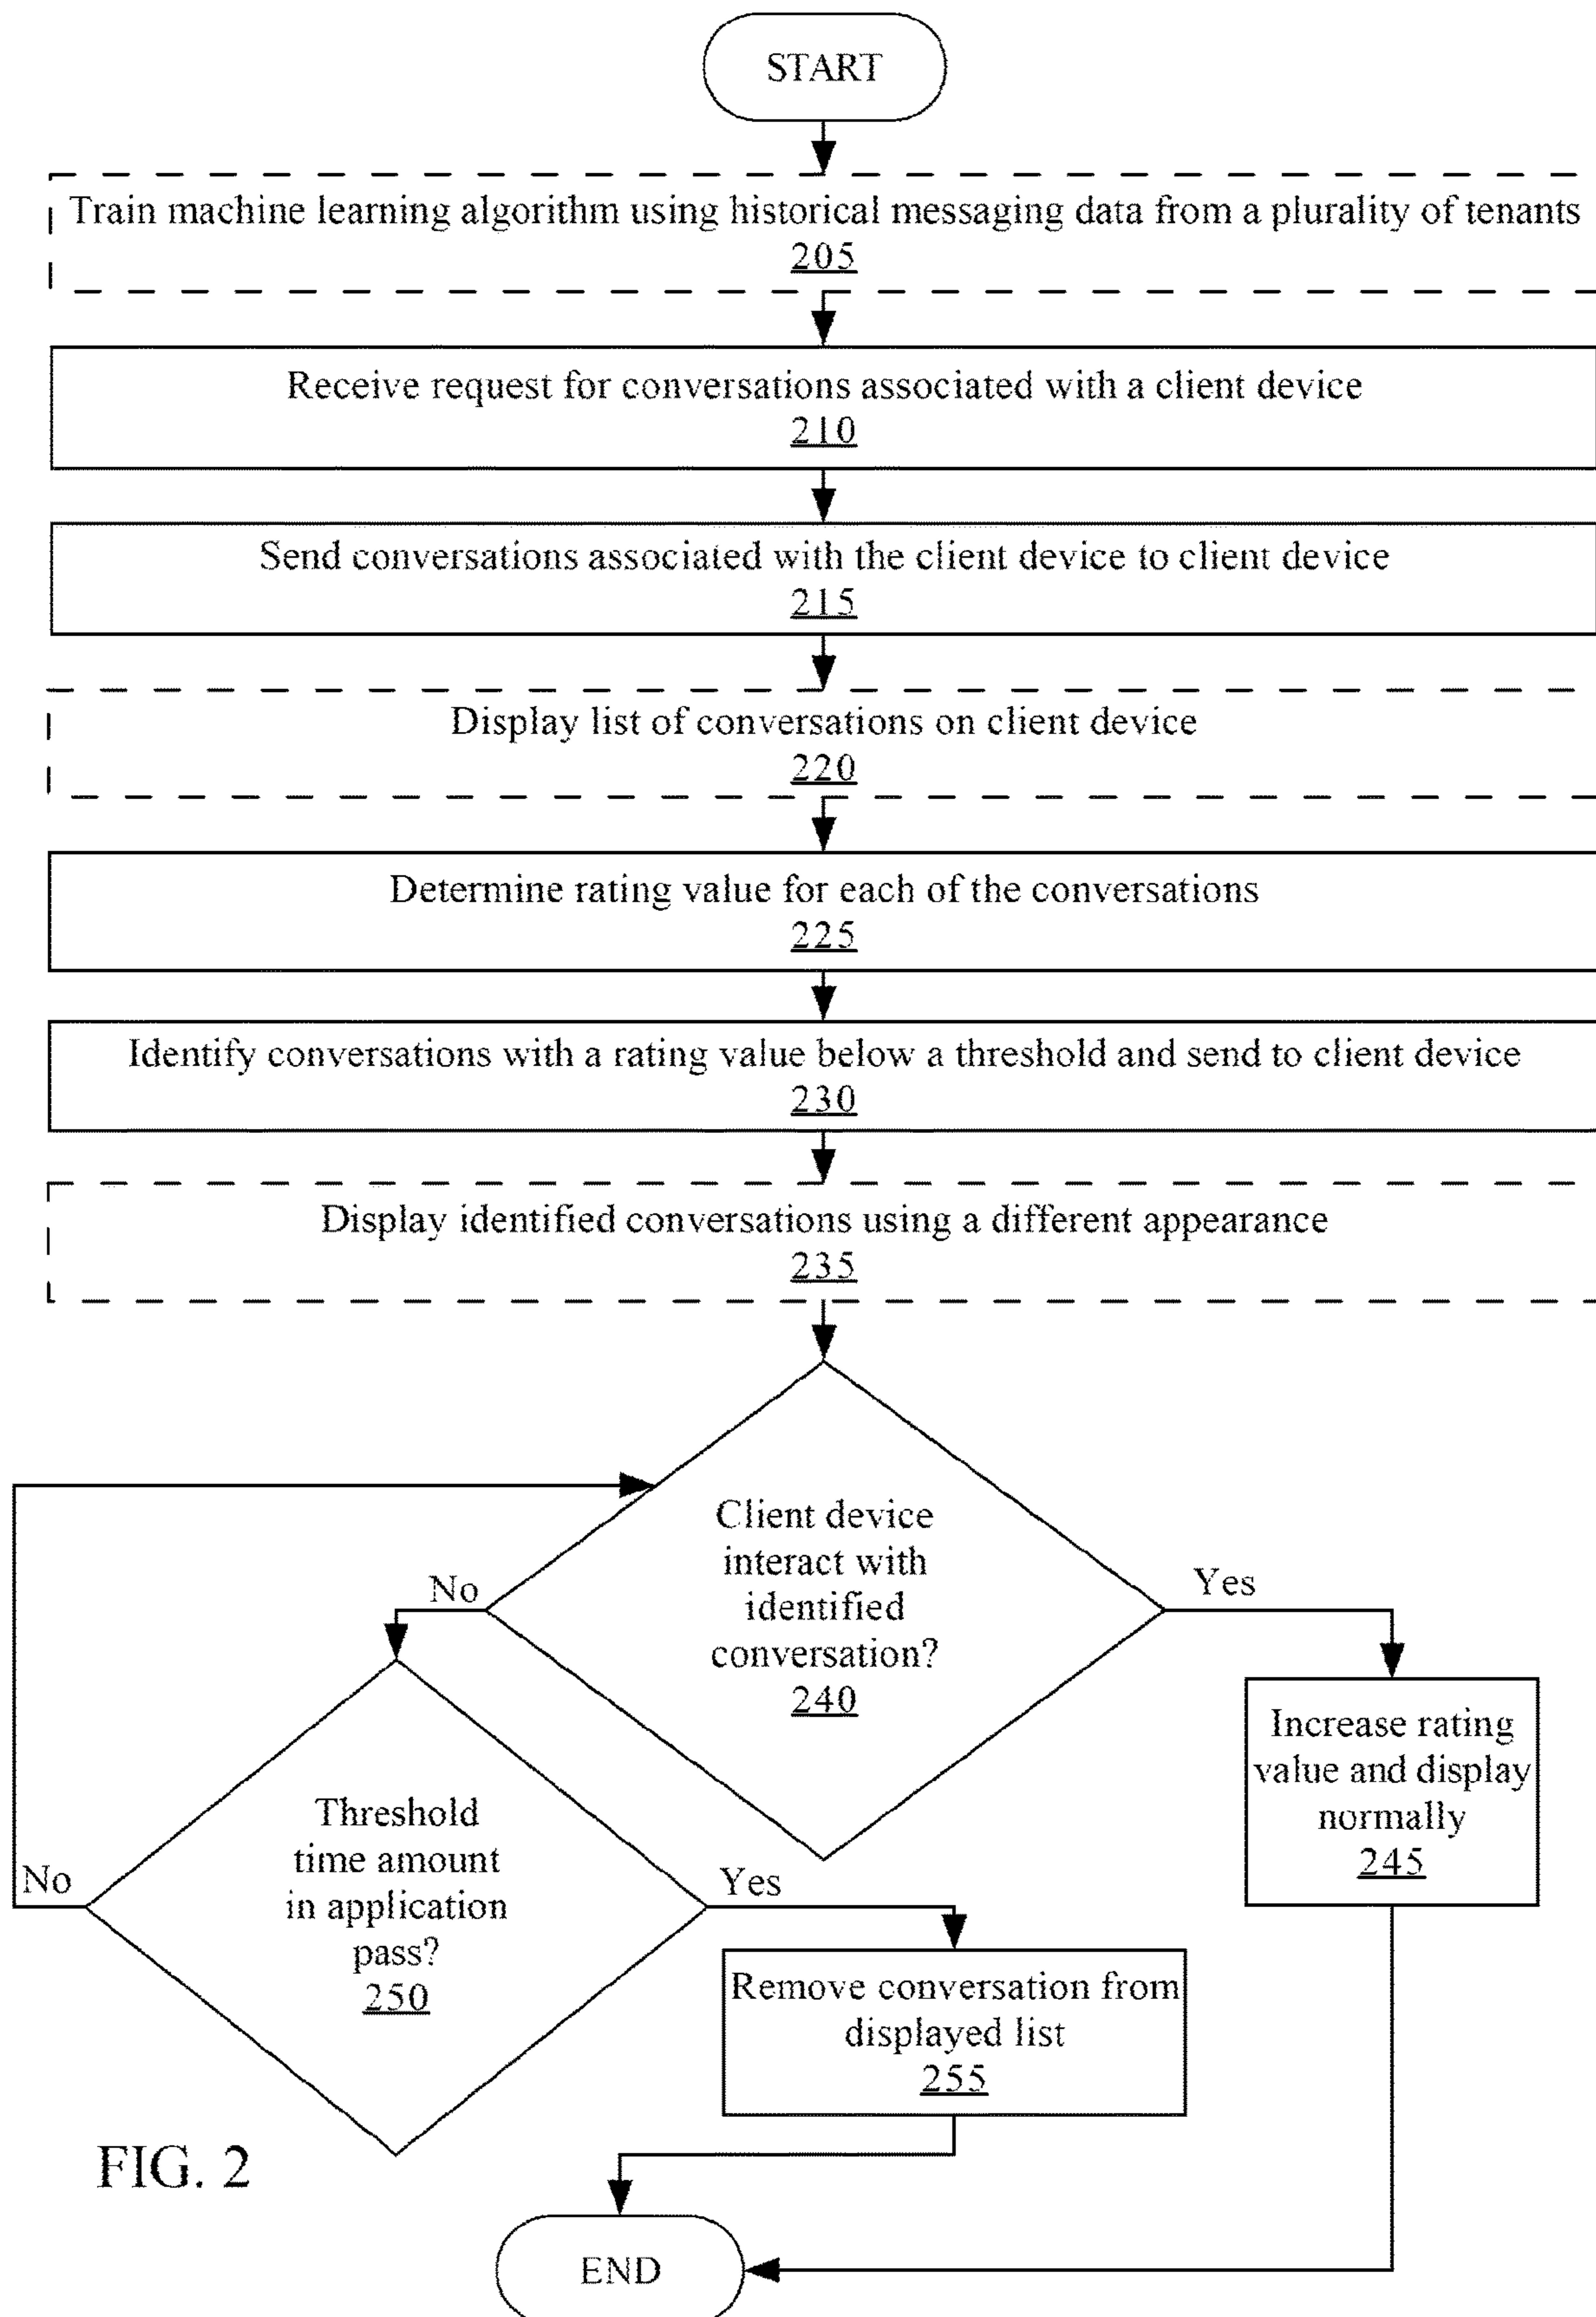 START
Train machine learning algorithm using historical messaging data from a plurality of tenants
205
Receive request for conversations associated with a client device
210
Send conversations associated with the client device to client device
215
Display list of conversations on client device
220
Determine rating value for each of the conversations
225
Identify conversations with a rating value below a threshold and send to client device
230
Display identified conversations using a different appearance
235
Client device
interact with
identified
conversation?
240
No
Yes
Increase rating
value and display
normally
245
Threshold
time amount
in application
pass?
250
No
Yes
Remove conversation from
displayed list
255
FIG. 2
END